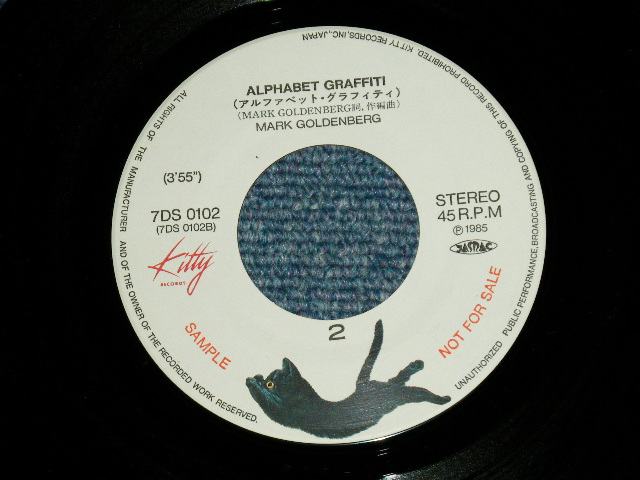 ALPHABET GRAFFITI
(アルファベット・グラフィティ)
(MARK GOLDENBERG詞,作編曲)
MARK GOLDENBERG
(3'55")
7DS 0102
(7DS 0102B)
STEREO
45 R.P.M
Ⓟ1985
JASRAC
Kitty
RECORDS
SAMPLE
NOT FOR SALE
2
ALL RIGHTS OF THE MANUFACTURER AND OF THE OWNER OF THE RECORDED WORK RESERVED.
UNAUTHORIZED PUBLIC PERFORMANCE, BROADCASTING AND COPYING OF THIS RECORD PROHIBITED. KITTY RECORDS, INC., JAPAN